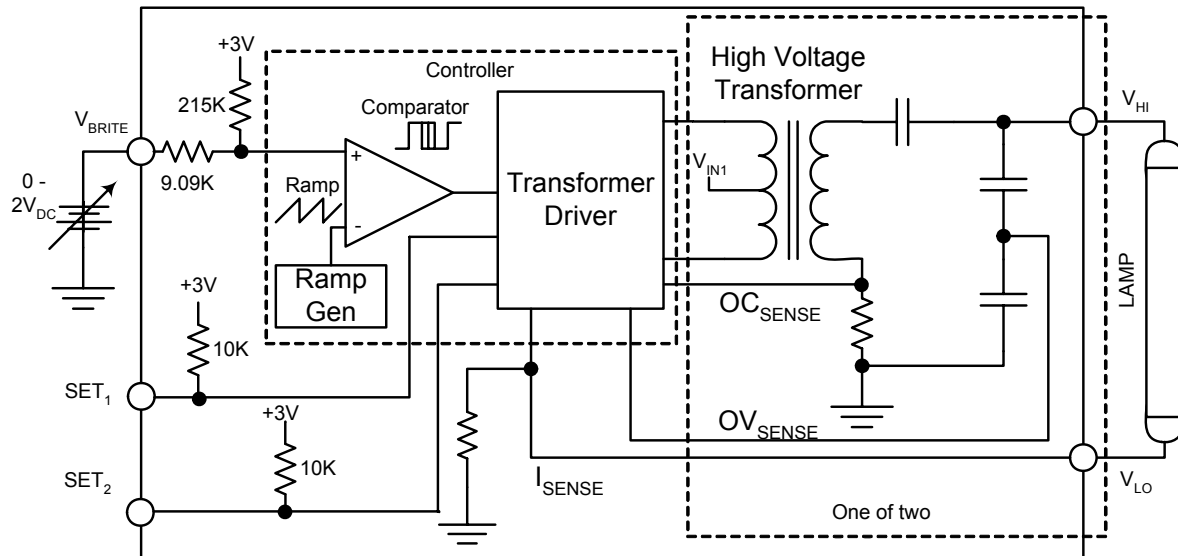 +3V
Controller
High Voltage
Transformer
215K
Comparator
V_BRITE
V_HI
+
9.09K
V_IN1
0 -
2V_DC
Ramp
Transformer
Driver
-
Ramp
Gen
+3V
OC_SENSE
LAMP
10K
SET_1
+3V
OV_SENSE
10K
SET_2
I_SENSE
V_LO
One of two